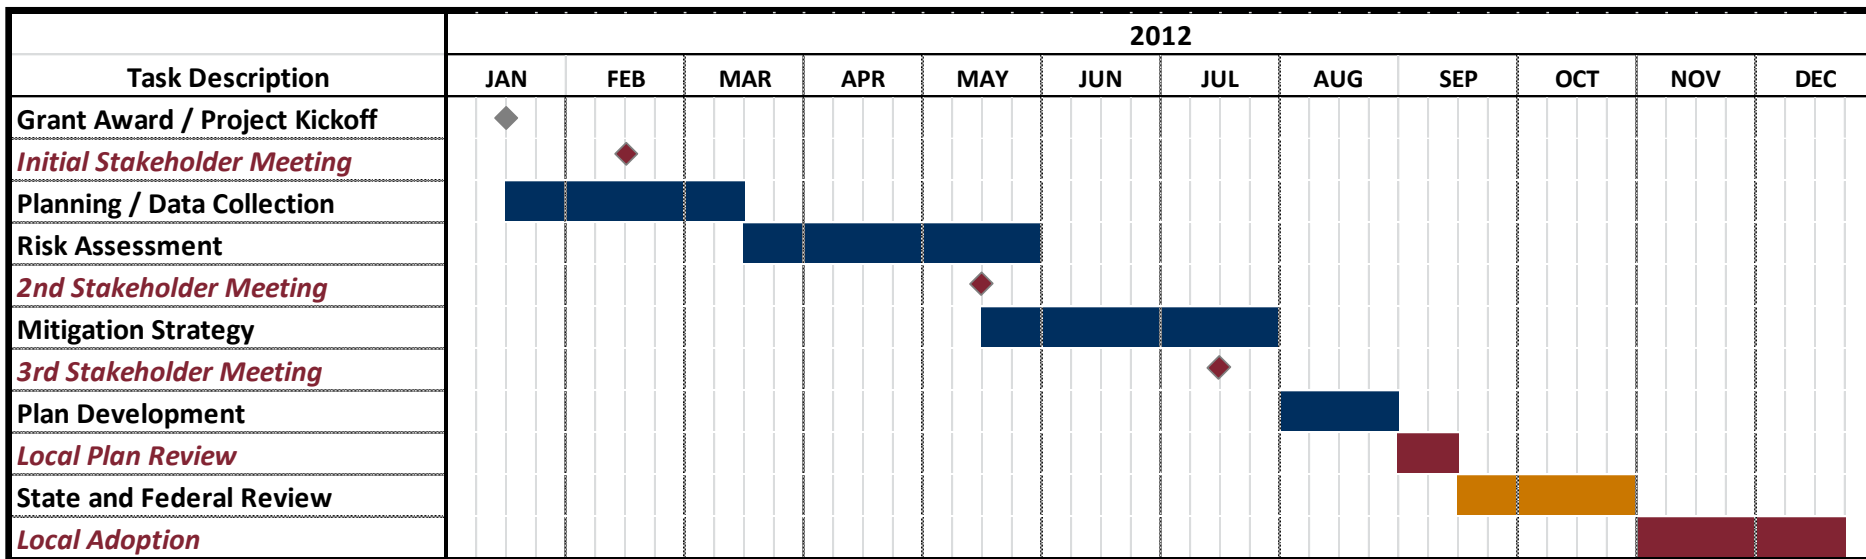 2012
Task Description JAN FEB MAR APR MAY JUN JUL AUG SEP OCT NOV DEC
Grant Award / Project Kickoff
Initial Stakeholder Meeting
Planning / Data Collection
Risk Assessment
2nd Stakeholder Meeting
Mitigation Strategy
3rd Stakeholder Meeting
Plan Development
Local Plan Review
State and Federal Review
Local Adoption